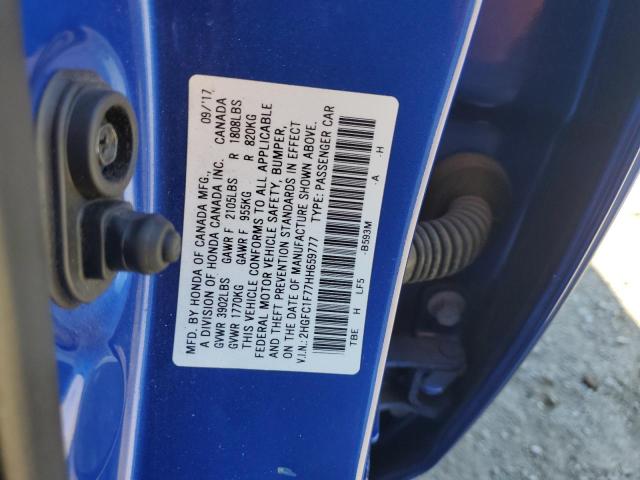 MFD. BY HONDA OF CANADA MFG., 09/'17
A DIVISION OF HONDA CANADA INC. CANADA
GVWR 3902LBS GAWR F 2105LBS R 1808LBS
GVWR 1770KG GAWR F 955KG R 820KG
THIS VEHICLE CONFORMS TO ALL APPLICABLE
FEDERAL MOTOR VEHICLE SAFETY, BUMPER,
AND THEFT PREVENTION STANDARDS IN EFFECT
ON THE DATE OF MANUFACTURE SHOWN ABOVE.
V.I.N.: 2HGFC1F77HH659777 TYPE: PASSENGER CAR
TBE H LF5 -B593M -A -H